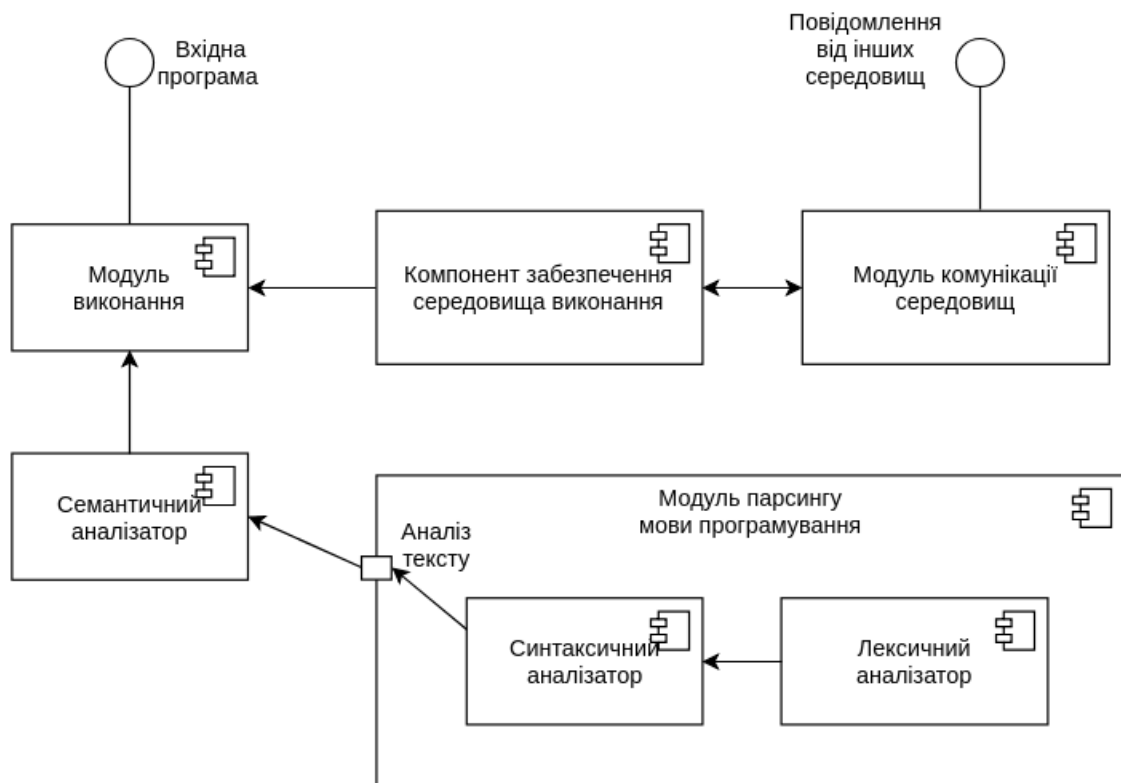 Вхідна
програма
Повідомлення
від інших
середовищ
Модуль
виконання
Компонент забезпечення
середовища виконання
Модуль комунікації
середовищ
Семантичний
аналізатор
Модуль парсингу
мови програмування
Аналіз
тексту
Синтаксичний
аналізатор
Лексичний
аналізатор